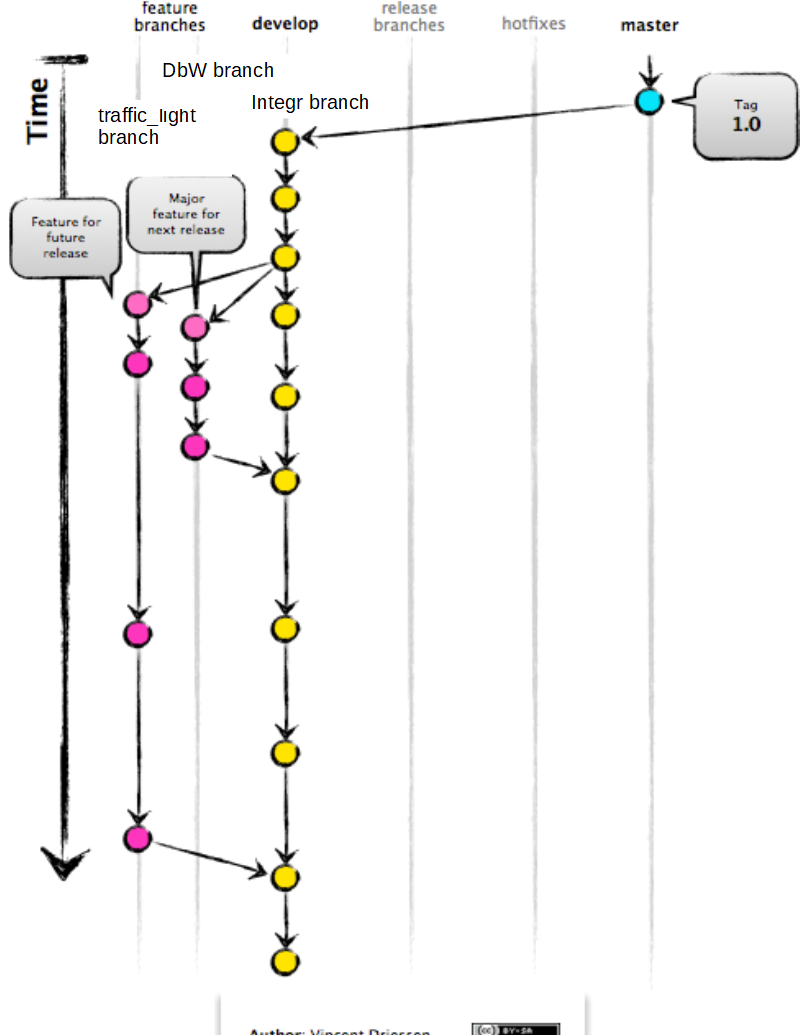 feature
branches
develop
release
branches
hotfixes
master
DbW branch
Integr branch
traffic_light
branch
Time
Tag
1.0
Major
feature for
next release
Feature for
future
release
Author: Vincent Driessen
(cc) BY-SA